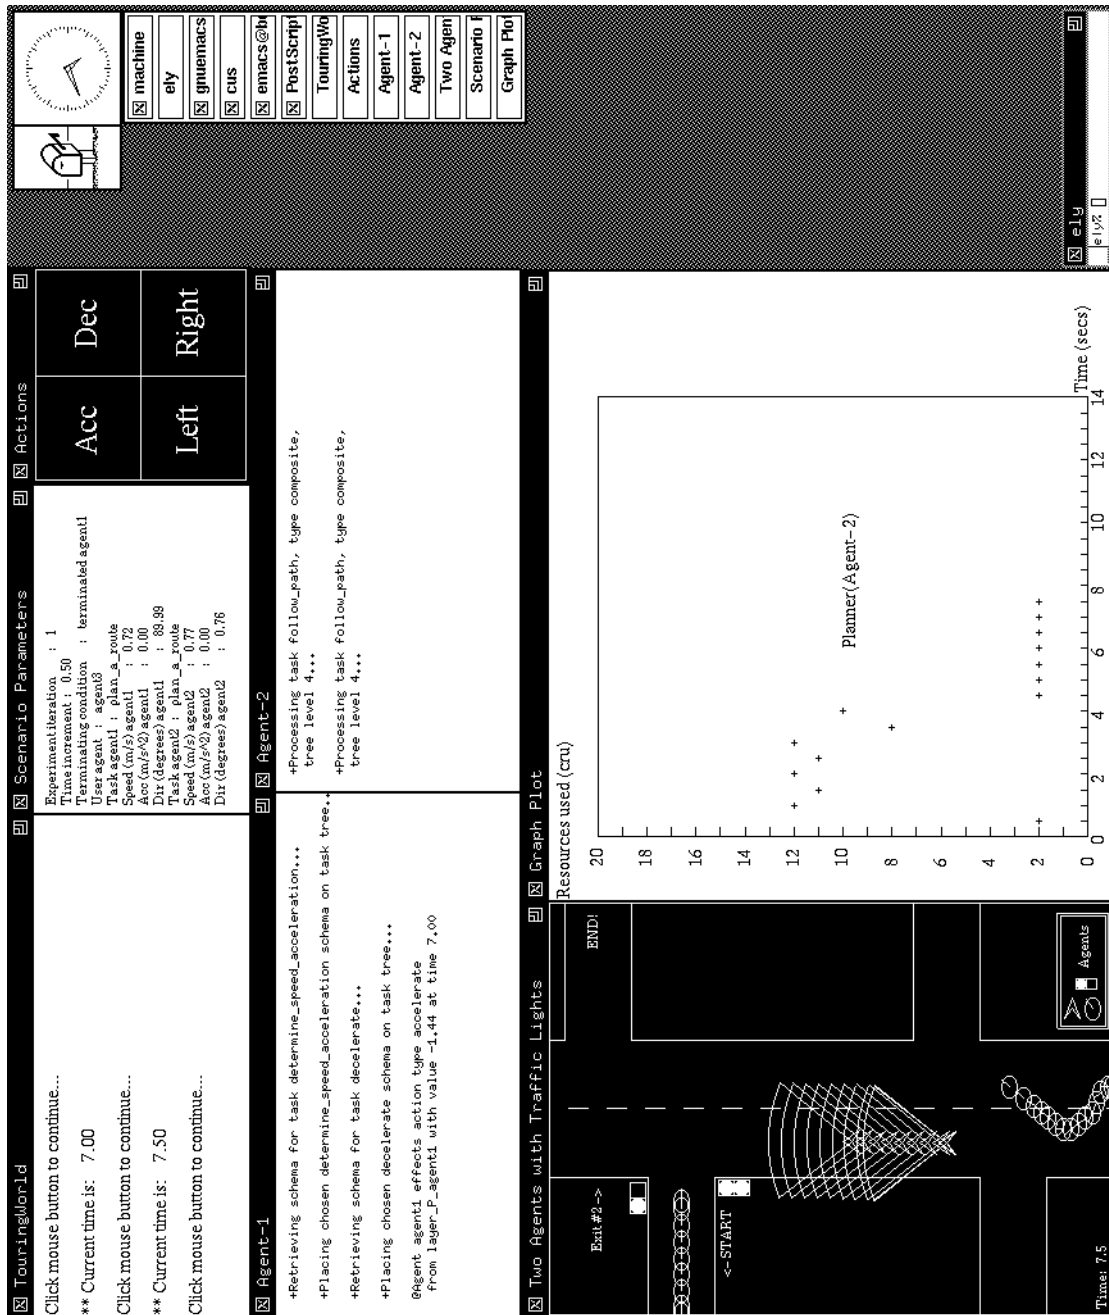 TouringWorld
Click mouse button to continue...
** Current time is: 7.00
Click mouse button to continue...
** Current time is: 7.50
Click mouse button to continue...
Scenario Parameters
Experiment iteration : 1
Time increment : 0.50
Terminating condition : terminated agent1
User agent : agent3
Task agent1 : plan_a_route
Speed (m/s) agent1 : 0.72
Acc (m/s^2) agent1 : 0.00
Dir (degrees) agent1 : 89.99
Task agent2 : plan_a_route
Speed (m/s) agent2 : 0.77
Acc (m/s^2) agent2 : 0.00
Dir (degrees) agent2 : 0.76
Actions
Acc Dec
Left Right
machine
ely
gnuemacs
cus
emacs@b
PostScrip
TouringWo
Actions
Agent-1
Agent-2
Two Agen
Scenario
Graph Plo
Agent-1
+Retrieving schema for task determine_speed_acceleration...
+Placing chosen determine_speed_acceleration schema on task tree..
+Retrieving schema for task decelerate...
+Placing chosen decelerate schema on task tree...
@Agent agent1 effects action type accelerate
from layer_P_agent1 with value -1.44 at time 7.00
Agent-2
+Processing task follow_path, type composite,
tree level 4...
+Processing task follow_path, type composite,
tree level 4...
Two Agents with Traffic Lights
END!
Exit#2->
<-START
Agents
Time: 7.5
Graph Plot
Resources used (cru)
20
18
16
14
12
10
8
6
4
2
0
Planner(Agent-2)
0 2 4 6 8 10 12 14
Time (secs)
ely
ely%